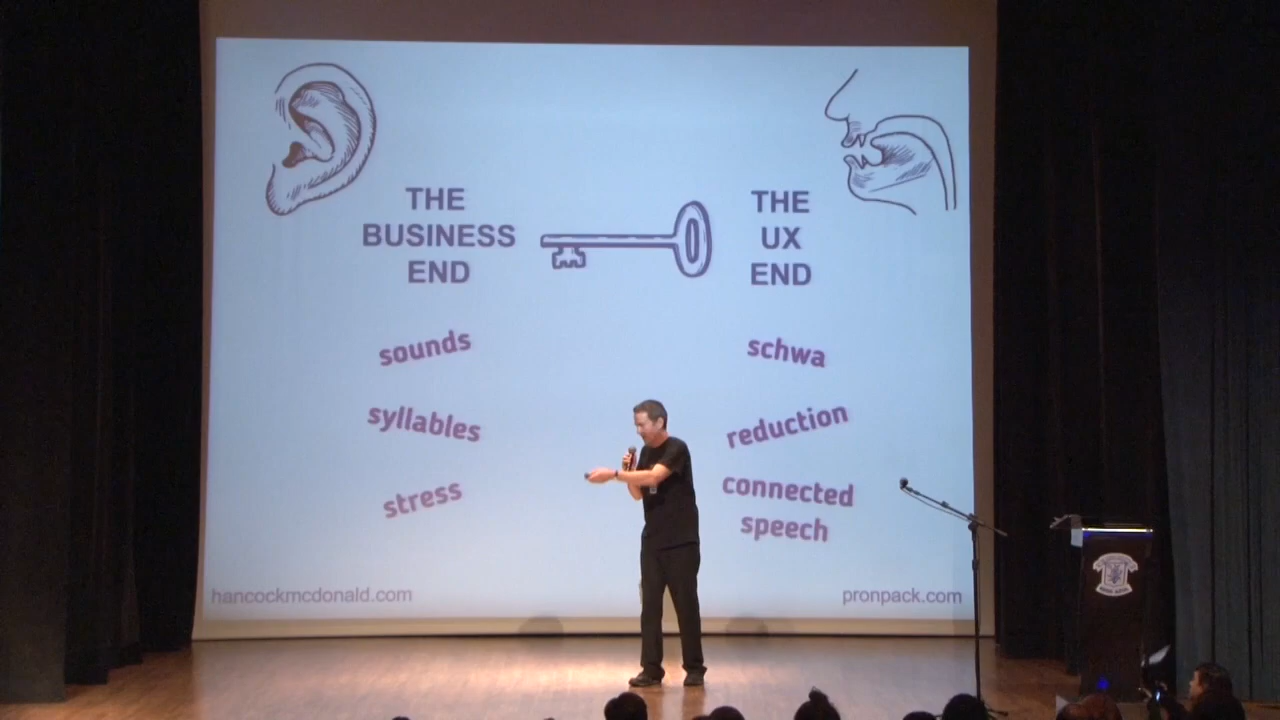 THE
BUSINESS
END
THE
UX
END
sounds
schwa
syllables
reduction
stress
connected
speech
hancockmcdonald.com
pronpack.com